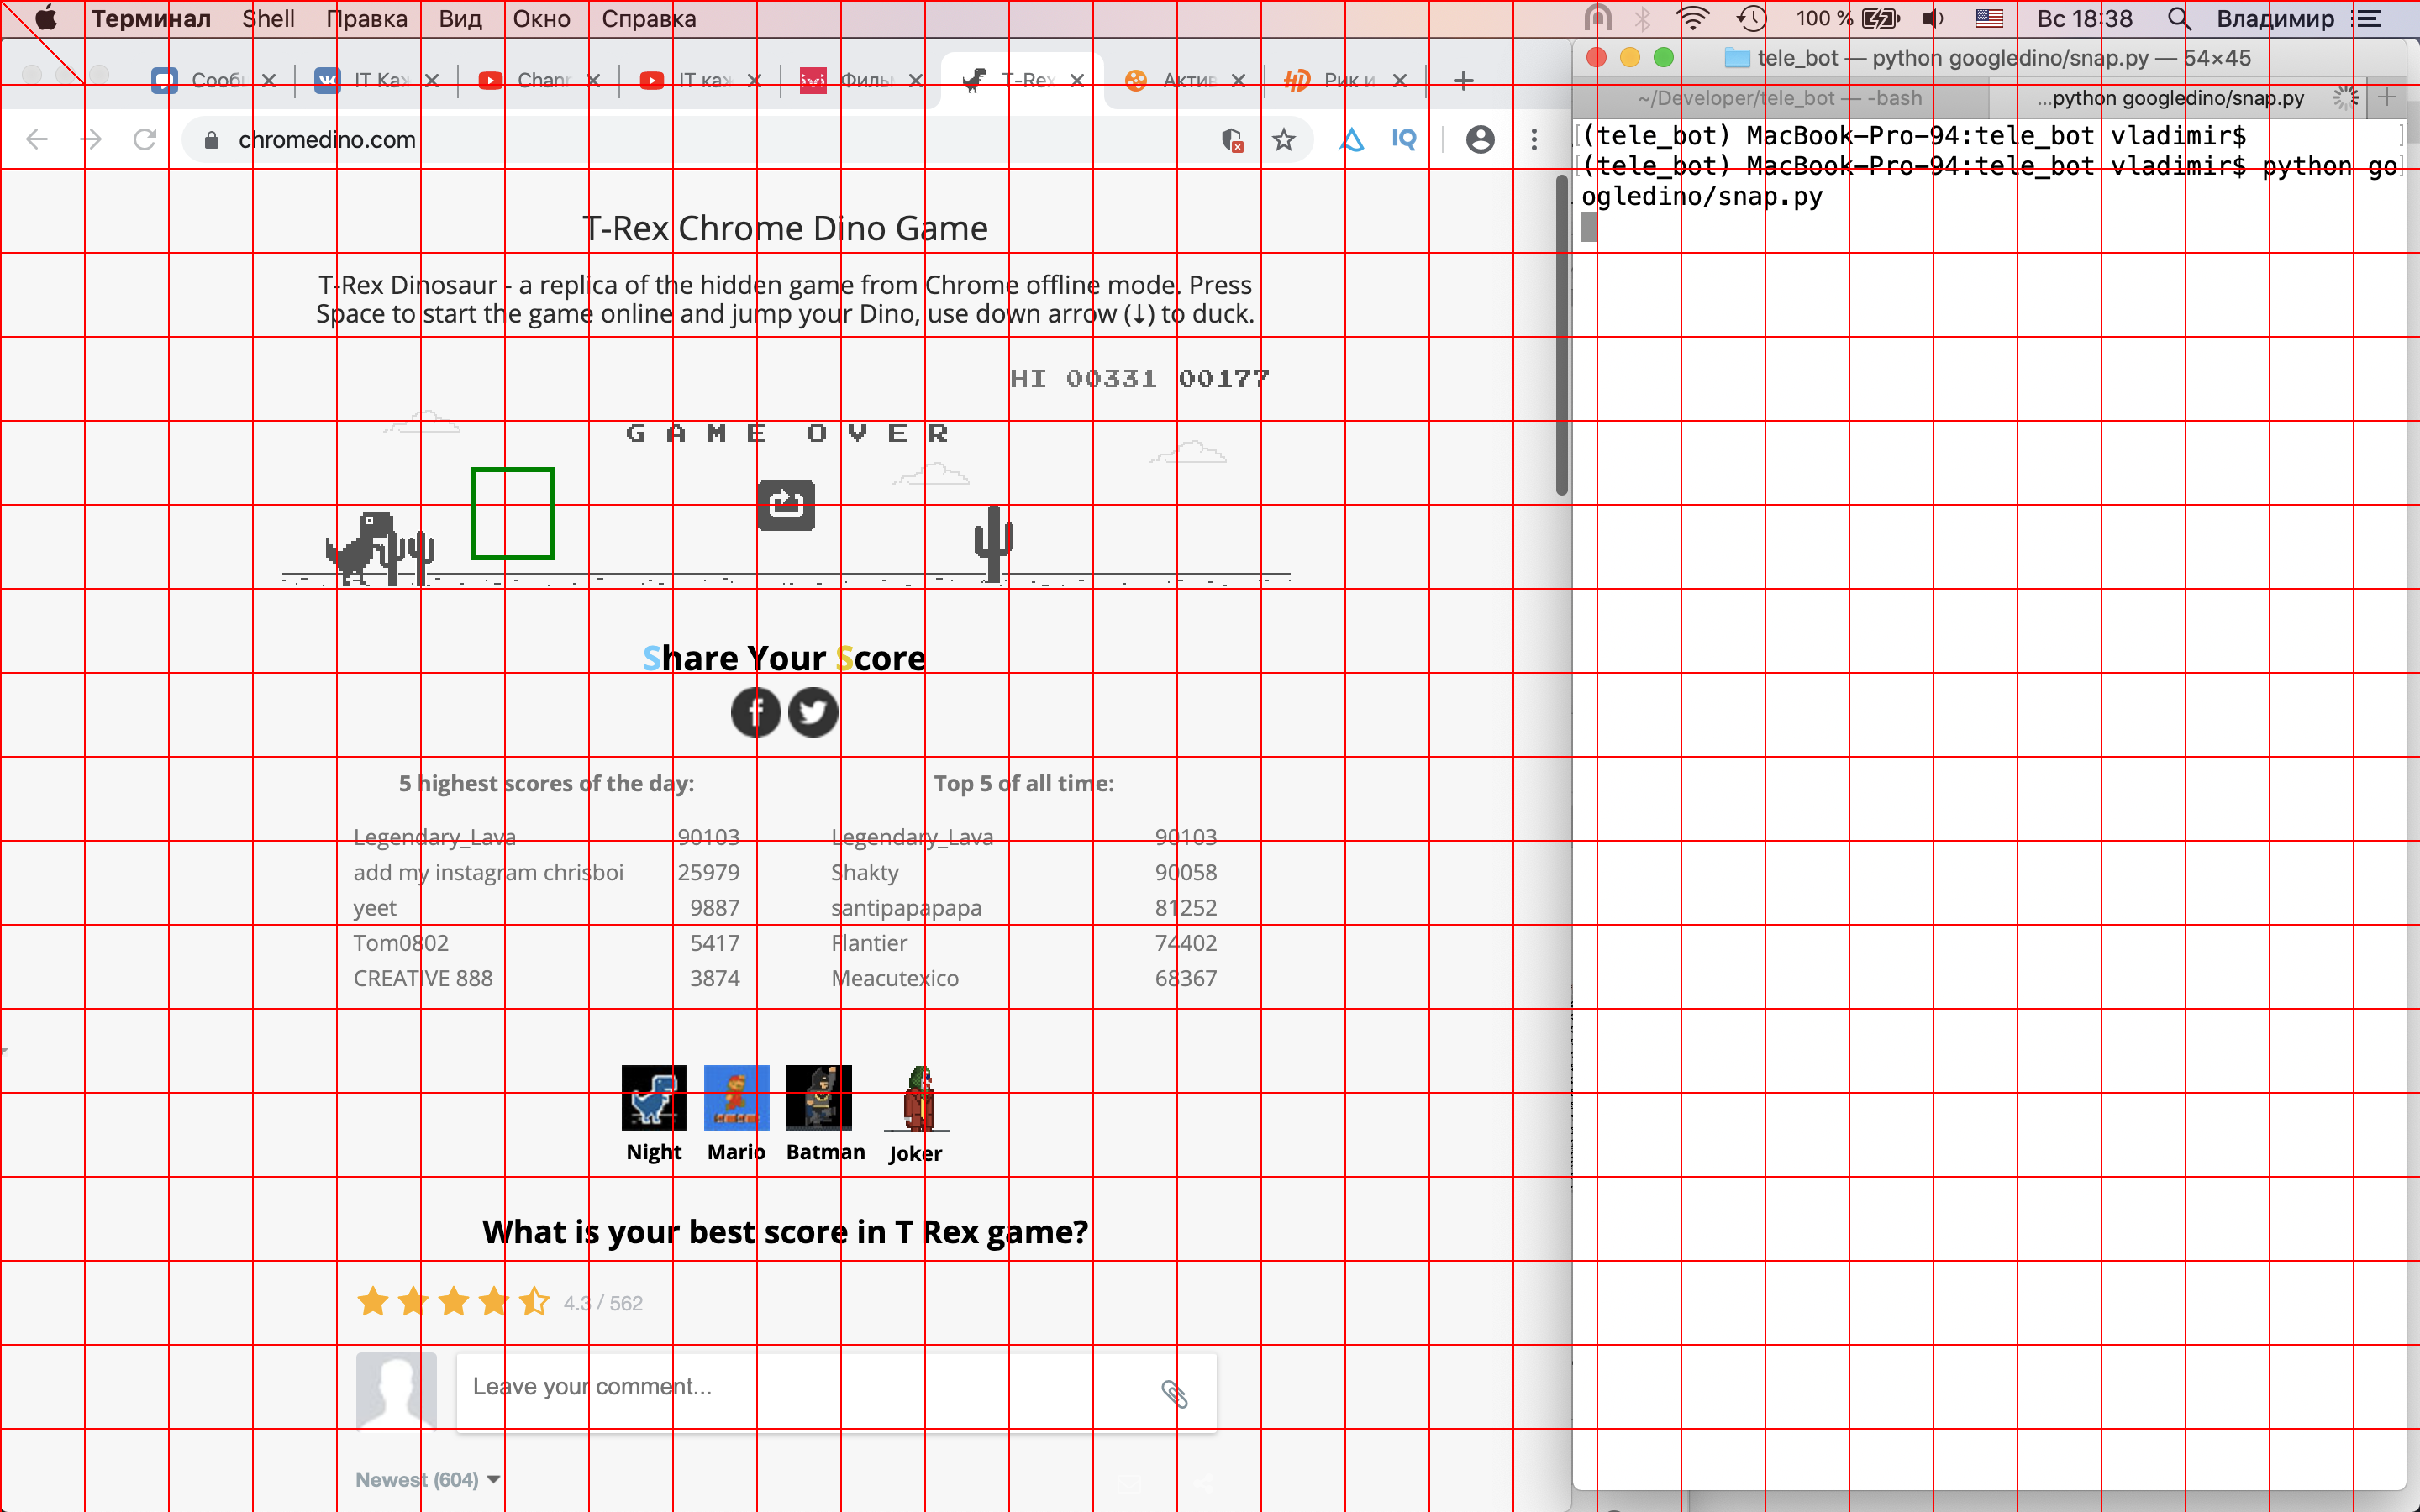 Терминал Shell Правка Вид Окно Справка 100 % Вс 18:38 Владимир
Сооб IT Ка Chan IT ка Филь T-Rex Актив Рик и
chromedino.com
tele_bot — python googledino/snap.py — 54×45
~/Developer/tele_bot — -bash ...python googledino/snap.py
(tele_bot) MacBook-Pro-94:tele_bot vladimir$
(tele_bot) MacBook-Pro-94:tele_bot vladimir$ python go
ogledino/snap.py
T-Rex Chrome Dino Game
T-Rex Dinosaur - a replica of the hidden game from Chrome offline mode. Press
Space to start the game online and jump your Dino, use down arrow (↓) to duck.
HI 00331 00177
GAME OVER
Share Your Score
5 highest scores of the day:
Legendary_Lava 90103
add my instagram chrisboi 25979
yeet 9887
Tom0802 5417
CREATIVE 888 3874
Top 5 of all time:
Legendary_Lava 90103
Shakty 90058
santipapapapa 81252
Flantier 74402
Meacutexico 68367
Night Mario Batman Joker
What is your best score in T Rex game?
4.3 / 562
Leave your comment...
Newest (604)